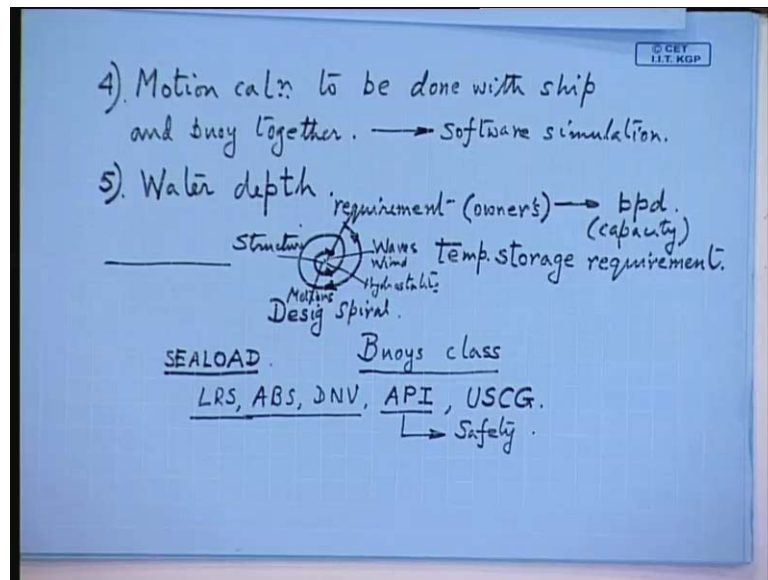 © CET
I.I.T. KGP
4). Motion caln. to be done with ship
and buoy together. → Software simulation.
5). Water depth.
requirement (owner's) → bpd.
(capacity)
Structure
Waves
Wind
temp. storage requirement.
Hydrostatic
Motions
Desig Spiral.
SEALOAD. Buoys class
LRS, ABS, DNV, API, USCG.
Safety.